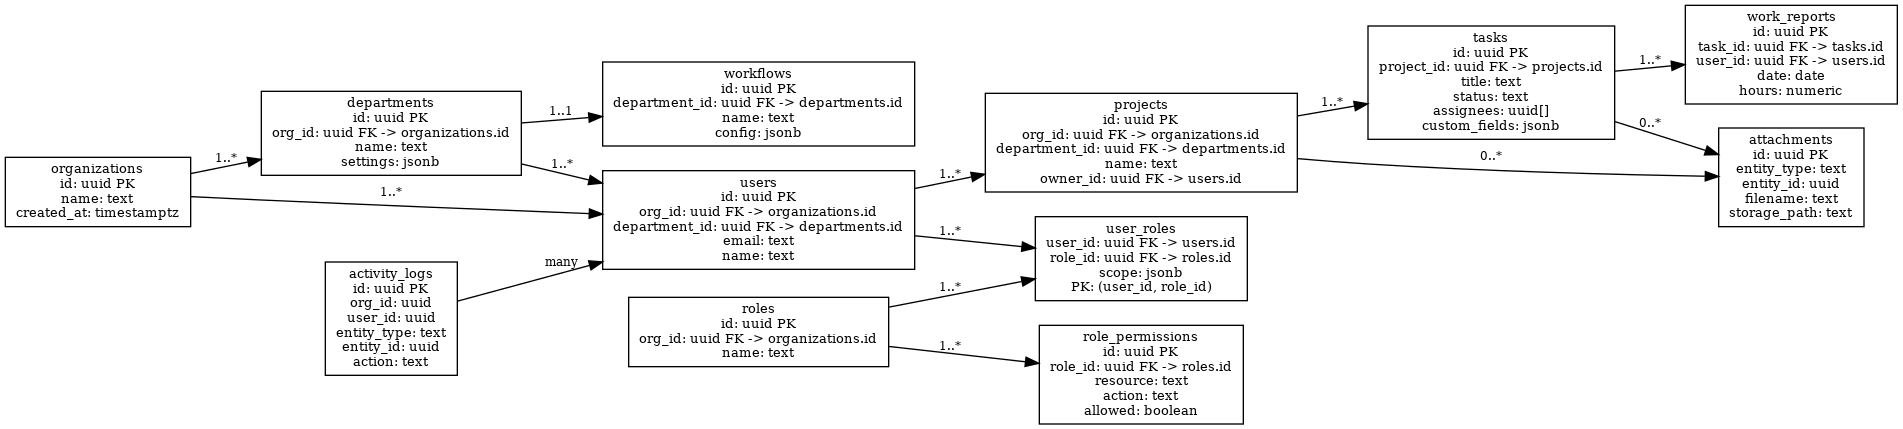 organizations
id: uuid PK
name: text
created_at: timestamptz
1..*
1..*
departments
id: uuid PK
org_id: uuid FK -> organizations.id
name: text
settings: jsonb
1..1
1..*
activity_logs
id: uuid PK
org_id: uuid
user_id: uuid
entity_type: text
entity_id: uuid
action: text
many
workflows
id: uuid PK
department_id: uuid FK -> departments.id
name: text
config: jsonb
users
id: uuid PK
org_id: uuid FK -> organizations.id
department_id: uuid FK -> departments.id
email: text
name: text
1..*
1..*
roles
id: uuid PK
org_id: uuid FK -> organizations.id
name: text
1..*
1..*
projects
id: uuid PK
org_id: uuid FK -> organizations.id
department_id: uuid FK -> departments.id
name: text
owner_id: uuid FK -> users.id
1..*
0..*
user_roles
user_id: uuid FK -> users.id
role_id: uuid FK -> roles.id
scope: jsonb
PK: (user_id, role_id)
role_permissions
id: uuid PK
role_id: uuid FK -> roles.id
resource: text
action: text
allowed: boolean
tasks
id: uuid PK
project_id: uuid FK -> projects.id
title: text
status: text
assignees: uuid[]
custom_fields: jsonb
1..*
0..*
work_reports
id: uuid PK
task_id: uuid FK -> tasks.id
user_id: uuid FK -> users.id
date: date
hours: numeric
attachments
id: uuid PK
entity_type: text
entity_id: uuid
filename: text
storage_path: text